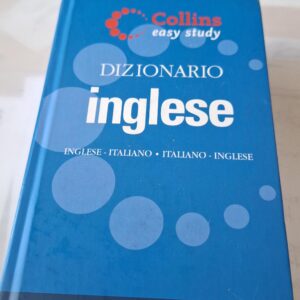 Collins
easy study
DIZIONARIO
inglese
INGLESE - ITALIANO • ITALIANO - INGLESE